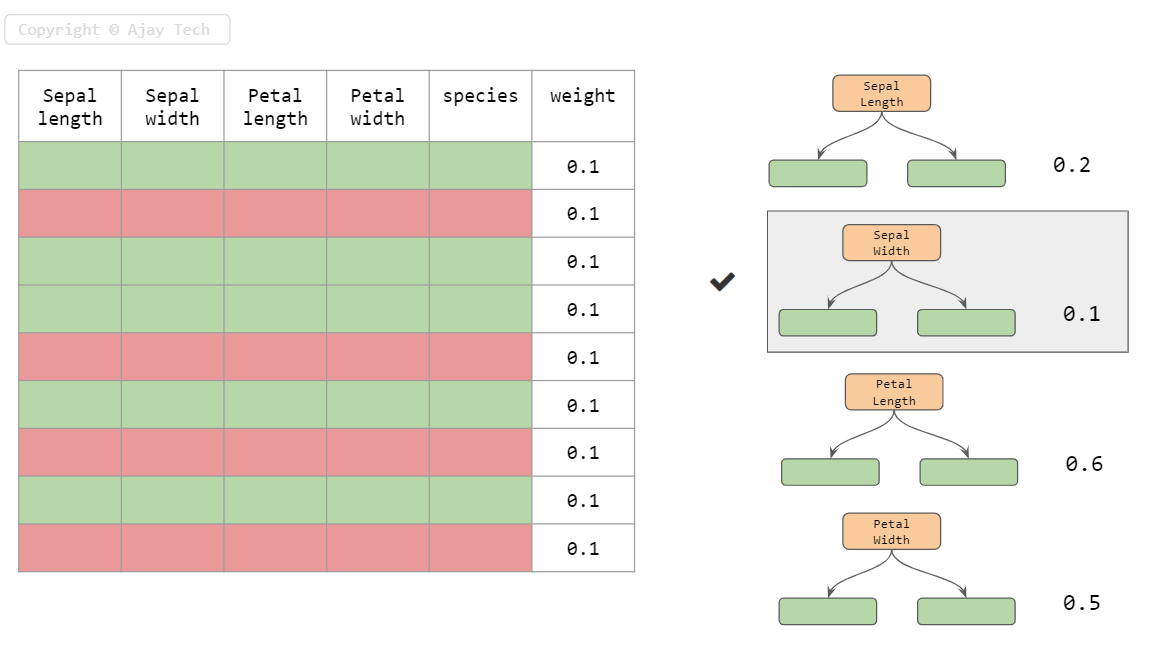 Copyright © Ajay Tech
Sepal length Sepal width Petal length Petal width species weight
0.1
0.1
0.1
0.1
0.1
0.1
0.1
0.1
0.1
Sepal
Length
0.2
Sepal
Width
0.1
Petal
Length
0.6
Petal
Width
0.5